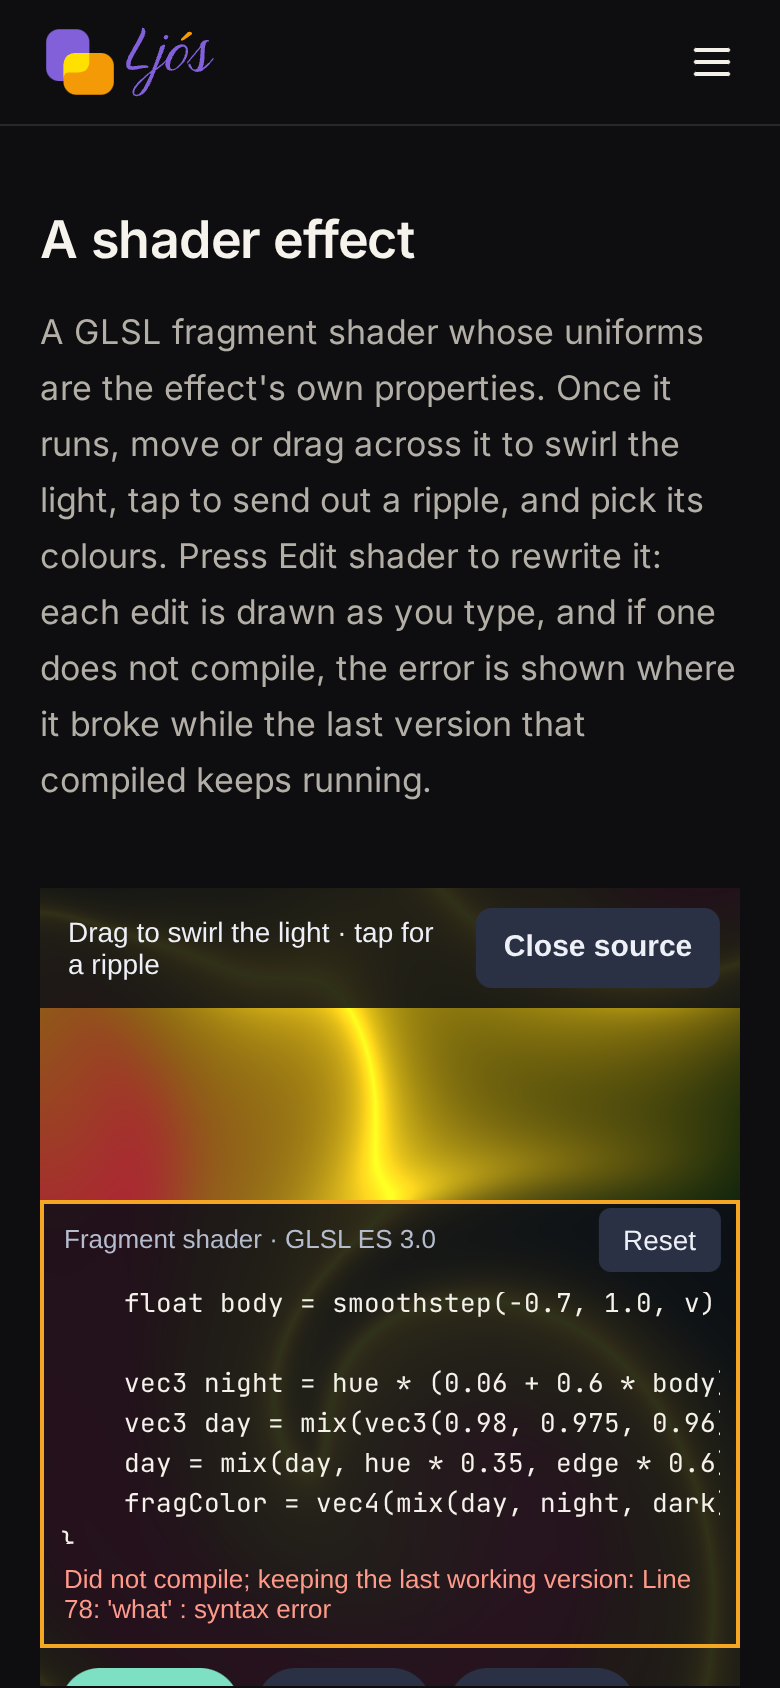 Ljós
A shader effect
A GLSL fragment shader whose uniforms
are the effect's own properties. Once it
runs, move or drag across it to swirl the
light, tap to send out a ripple, and pick its
colours. Press Edit shader to rewrite it:
each edit is drawn as you type, and if one
does not compile, the error is shown where
it broke while the last version that
compiled keeps running.
Drag to swirl the light · tap for
a ripple
Close source
Fragment shader · GLSL ES 3.0
Reset
float body = smoothstep(-0.7, 1.0, v)
vec3 night = hue * (0.06 + 0.6 * body)
vec3 day = mix(vec3(0.98, 0.975, 0.96)
day = mix(day, hue * 0.35, edge * 0.6)
fragColor = vec4(mix(day, night, dark)
}
Did not compile; keeping the last working version: Line
78: 'what' : syntax error